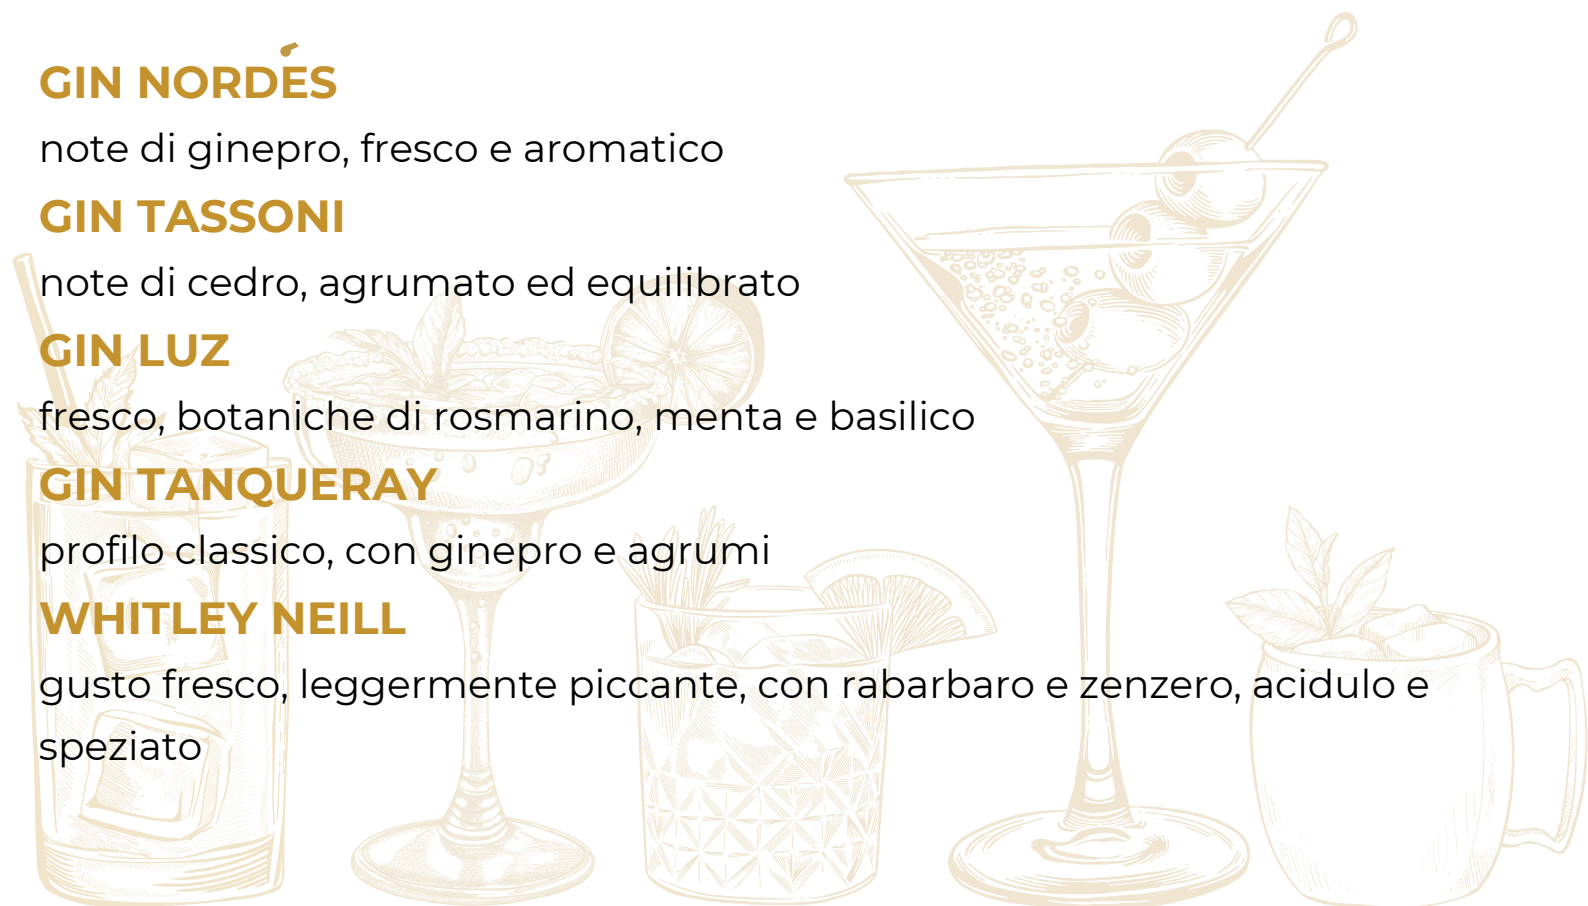 GIN NORDÉS
note di ginepro, fresco e aromatico
GIN TASSONI
note di cedro, agrumato ed equilibrato
GIN LUZ
fresco, botaniche di rosmarino, menta e basilico
GIN TANQUERAY
profilo classico, con ginepro e agrumi
WHITLEY NEILL
gusto fresco, leggermente piccante, con rabarbaro e zenzero, acidulo e
speziato